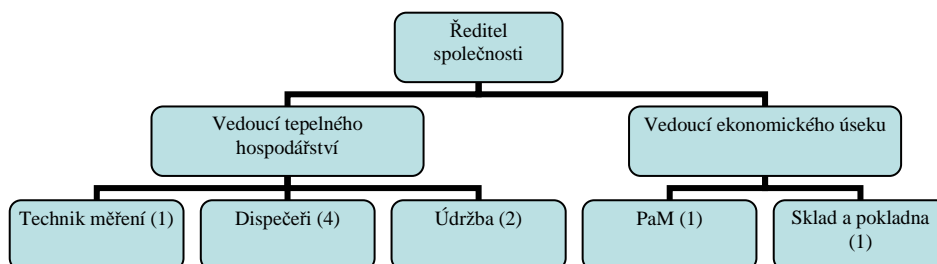 Ředitel
společnosti
Vedoucí tepelného
hospodářství
Vedoucí ekonomického úseku
Technik měření (1)
Dispečeři (4)
Údržba (2)
PaM (1)
Sklad a pokladna
(1)